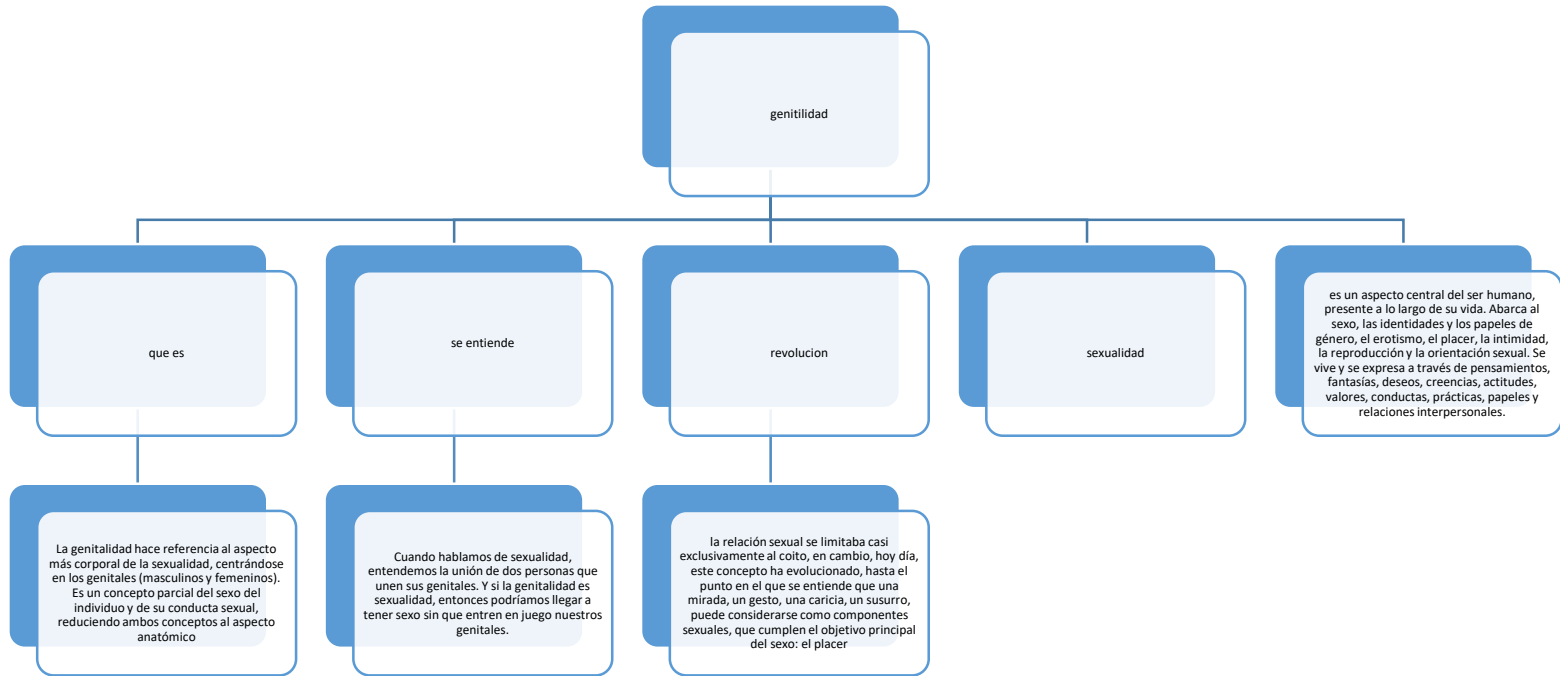 genitilidad
que es
se entiende
revolucion
sexualidad
es un aspecto central del ser humano,
presente a lo largo de su vida. Abarca al
sexo, las identidades y los papeles de
género, el erotismo, el placer, la intimidad,
la reproducción y la orientación sexual. Se
vive y se expresa a través de pensamientos,
fantasías, deseos, creencias, actitudes,
valores, conductas, prácticas, papeles y
relaciones interpersonales.
La genitalidad hace referencia al aspecto
más corporal de la sexualidad, centrándose
en los genitales (masculinos y femeninos).
Es un concepto parcial del sexo del
individuo y de su conducta sexual,
reduciendo ambos conceptos al aspecto
anatómico
Cuando hablamos de sexualidad,
entendemos la unión de dos personas que
unen sus genitales. Y si la genitalidad es
sexualidad, entonces podríamos llegar a
tener sexo sin que entren en juego nuestros
genitales.
la relación sexual se limitaba casi
exclusivamente al coito, en cambio, hoy día,
este concepto ha evolucionado, hasta el
punto en el que se entiende que una
mirada, un gesto, una caricia, un susurro,
puede considerarse como componentes
sexuales, que cumplen el objetivo principal
del sexo: el placer